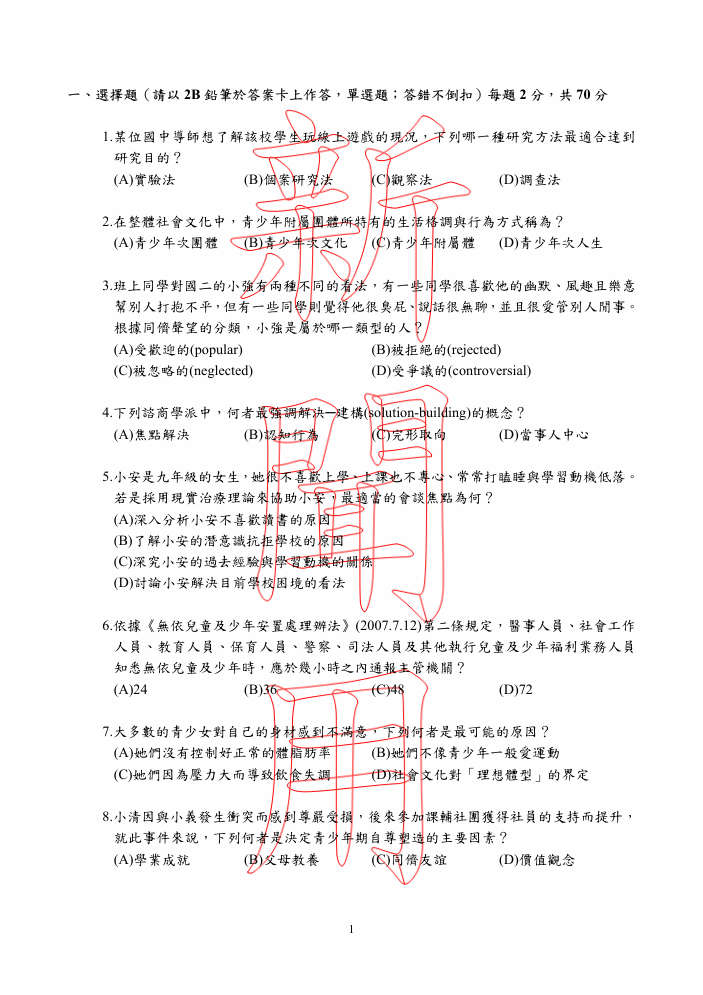 一、選擇題（請以 2B 鉛筆於答案卡上作答，單選題；答錯不倒扣）每題 2 分，共 70 分
1.某位國中導師想了解該校學生玩線上遊戲的現況，下列哪一種研究方法最適合達到
研究目的？
(A)實驗法 (B)個案研究法 (C)觀察法 (D)調查法
2.在整體社會文化中，青少年附屬團體所特有的生活格調與行為方式稱為？
(A)青少年次團體 (B)青少年次文化 (C)青少年附屬體 (D)青少年次人生
3.班上同學對國二的小強有兩種不同的看法，有一些同學很喜歡他的幽默、風趣且樂意
幫別人打抱不平，但有一些同學則覺得他很臭屁、說話很無聊，並且很愛管別人閒事。
根據同儕聲望的分類，小強是屬於哪一類型的人？
(A)受歡迎的(popular) (B)被拒絕的(rejected)
(C)被忽略的(neglected) (D)受爭議的(controversial)
4.下列諮商學派中，何者最強調解決─建構(solution-building)的概念？
(A)焦點解決 (B)認知行為 (C)完形取向 (D)當事人中心
5.小安是九年級的女生，她很不喜歡上學、上課也不專心、常常打瞌睡與學習動機低落。
若是採用現實治療理論來協助小安，最適當的會談焦點為何？
(A)深入分析小安不喜歡讀書的原因
(B)了解小安的潛意識抗拒學校的原因
(C)深究小安的過去經驗與學習動機的關係
(D)討論小安解決目前學校困境的看法
6.依據《無依兒童及少年安置處理辦法》(2007.7.12)第二條規定，醫事人員、社會工作
人員、教育人員、保育人員、警察、司法人員及其他執行兒童及少年福利業務人員
知悉無依兒童及少年時，應於幾小時之內通報主管機關？
(A)24 (B)36 (C)48 (D)72
7.大多數的青少女對自己的身材感到不滿意，下列何者是最可能的原因？
(A)她們沒有控制好正常的體脂肪率 (B)她們不像青少年一般愛運動
(C)她們因為壓力大而導致飲食失調 (D)社會文化對「理想體型」的界定
8.小清因與小義發生衝突而感到尊嚴受損，後來參加課輔社團獲得社員的支持而提升，
就此事件來說，下列何者是決定青少年期自尊塑造的主要因素？
(A)學業成就 (B)父母教養 (C)同儕友誼 (D)價值觀念
1
新聞用